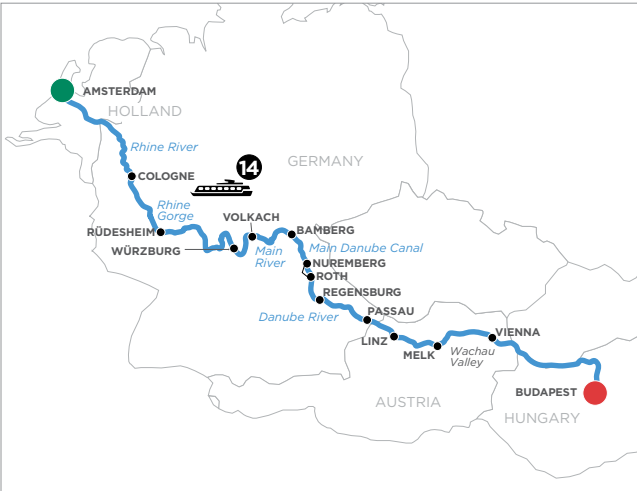 AMSTERDAM
HOLLAND
Rhine River
14
GERMANY
COLOGNE
Rhine
Gorge
VOLKACH
RÜDESHEIM
BAMBERG
WÜRZBURG
Main
River
Main Danube Canal
NUREMBERG
ROTH
REGENSBURG
Danube River
PASSAU
LINZ
VIENNA
MELK
Wachau
Valley
BUDAPEST
AUSTRIA
HUNGARY